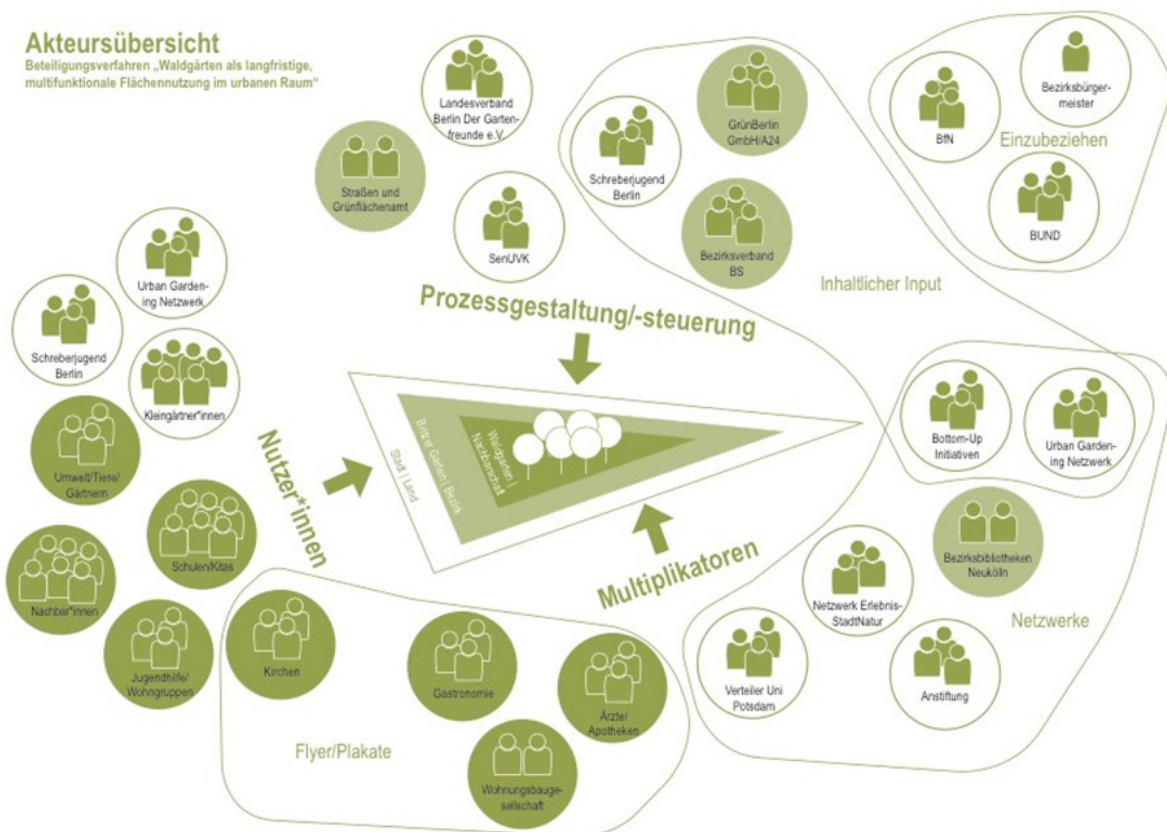 Akteursübersicht
Beteiligungsverfahren „Waldgärten als langfristige,
multifunktionale Flächennutzung im urbanen Raum“
Landesverband
Berlin Der Garten-
freunde e.V.
Straßen und
Grünflächenamt
SenUVK
Schreberjugend
Berlin
GrünBerlin
GmbH/A24
Bezirksverband
BS
Inhaltlicher Input
BfN
Bezirksbürger-
meister
Einzubeziehen
BUND
Prozessgestaltung/-steuerung
Urban Garden-
ing Netzwerk
Schreberjugend
Berlin
Kleingärtner*innen
Umwelt/Tiere/
Gärtnern
Schulen/Kitas
Nachbar*innen
Jugendhilfe/
Wohngruppen
Nutzer*innen
Stadt | Land
Britzer Garten | Bezirk
Waldgarten |
Nachbarschaft
Multiplikatoren
Bottom-Up
Initiativen
Urban Garden-
ing Netzwerk
Bezirksbibliotheken
Neukölln
Netzwerk Erlebnis-
StadtNatur
Netzwerke
Verteiler Uni
Potsdam
Anstiftung
Kirchen
Gastronomie
Ärzte/
Apotheken
Flyer/Plakate
Wohnungsbauge-
sellschaft